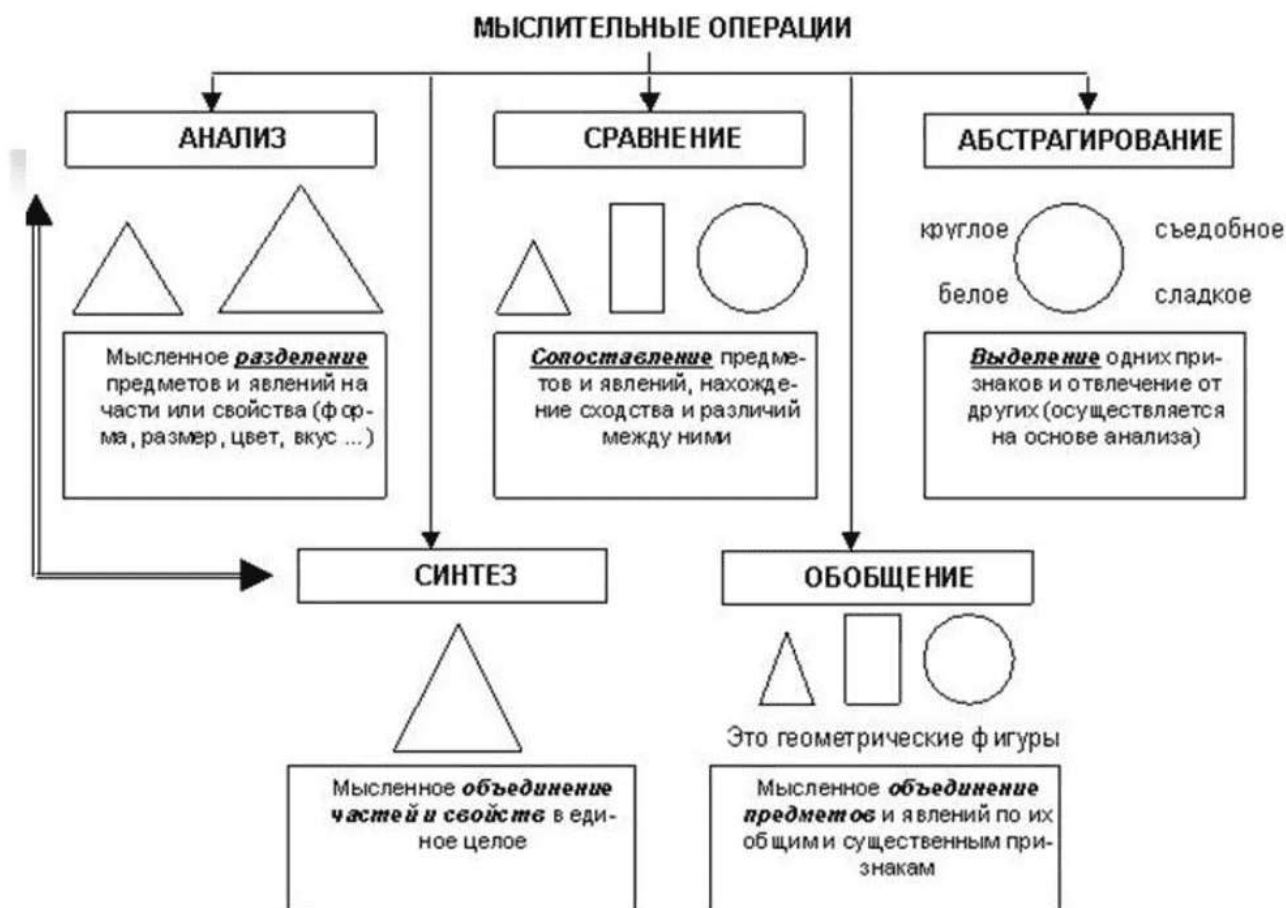 МЫСЛИТЕЛЬНЫЕ ОПЕРАЦИИ
АНАЛИЗ
СРАВНЕНИЕ
АБСТРАГИРОВАНИЕ
круглое
съедобное
белое
сладкое
Мысленное разделение
предметов и явлений на
части или свойства (фор-
ма, размер, цвет, вкус ...)
Сопоставление предме-
тов и явлений, нахожде-
ние сходства и различий
между ними
Выделение одних при-
знаков и отвлечение от
других (осуществляется
на основе анализа)
СИНТЕЗ
ОБОБЩЕНИЕ
Это геометрические фигуры
Мысленное объединение
частей и свойств в еди-
ное целое
Мысленное объединение
предметов и явлений по их
общим и существенным при-
знакам